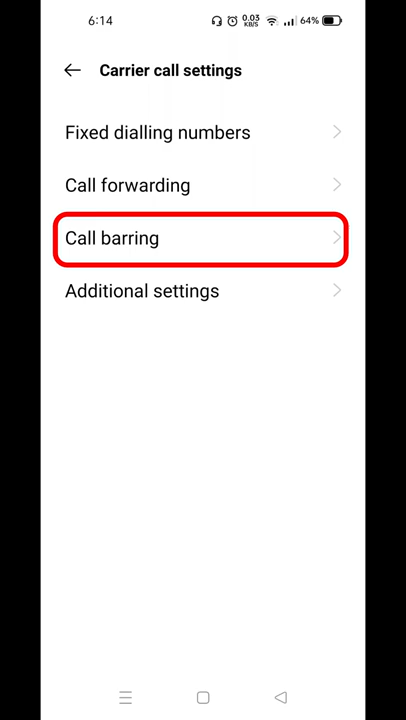 6:14 0.03 KB/S 64%
Carrier call settings
Fixed dialling numbers
Call forwarding
Call barring
Additional settings